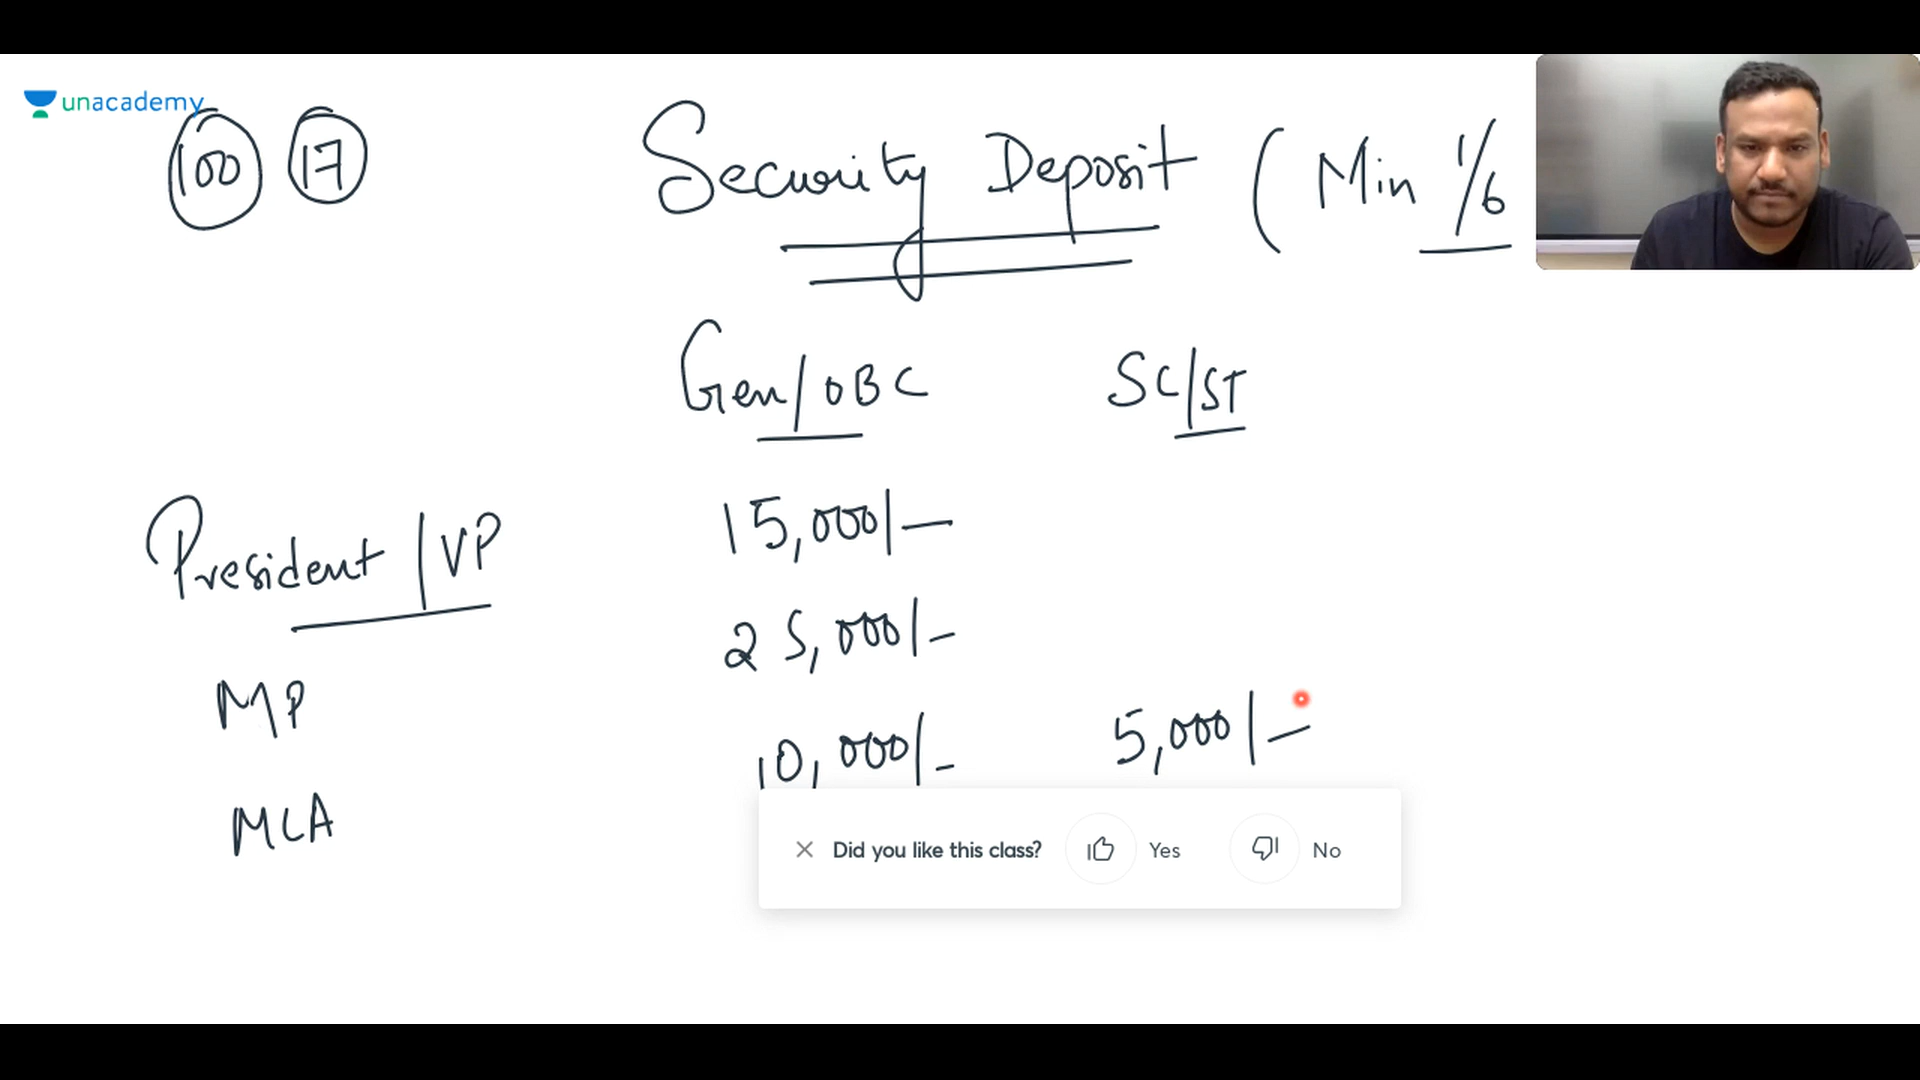 unacademy
100 17 Security Deposit ( Min 1/6
Gen/OBC SC/ST
President / VP 15,000/-
MP 25,000/-
MLA 10,000/- 5,000/-
Did you like this class? Yes No